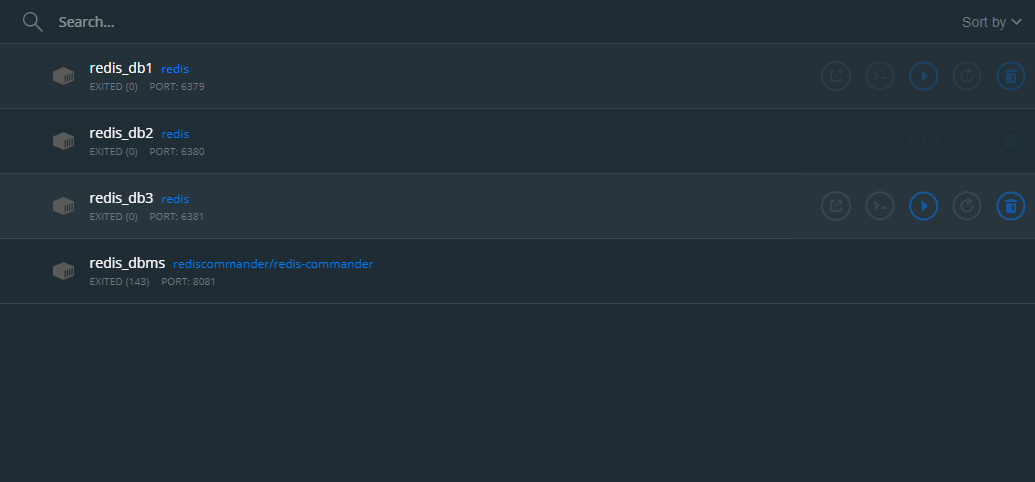 Search...
Sort by
redis_db1 redis
EXITED (0) PORT: 6379
redis_db2 redis
EXITED (0) PORT: 6380
redis_db3 redis
EXITED (0) PORT: 6381
redis_dbms rediscommander/redis-commander
EXITED (143) PORT: 8081